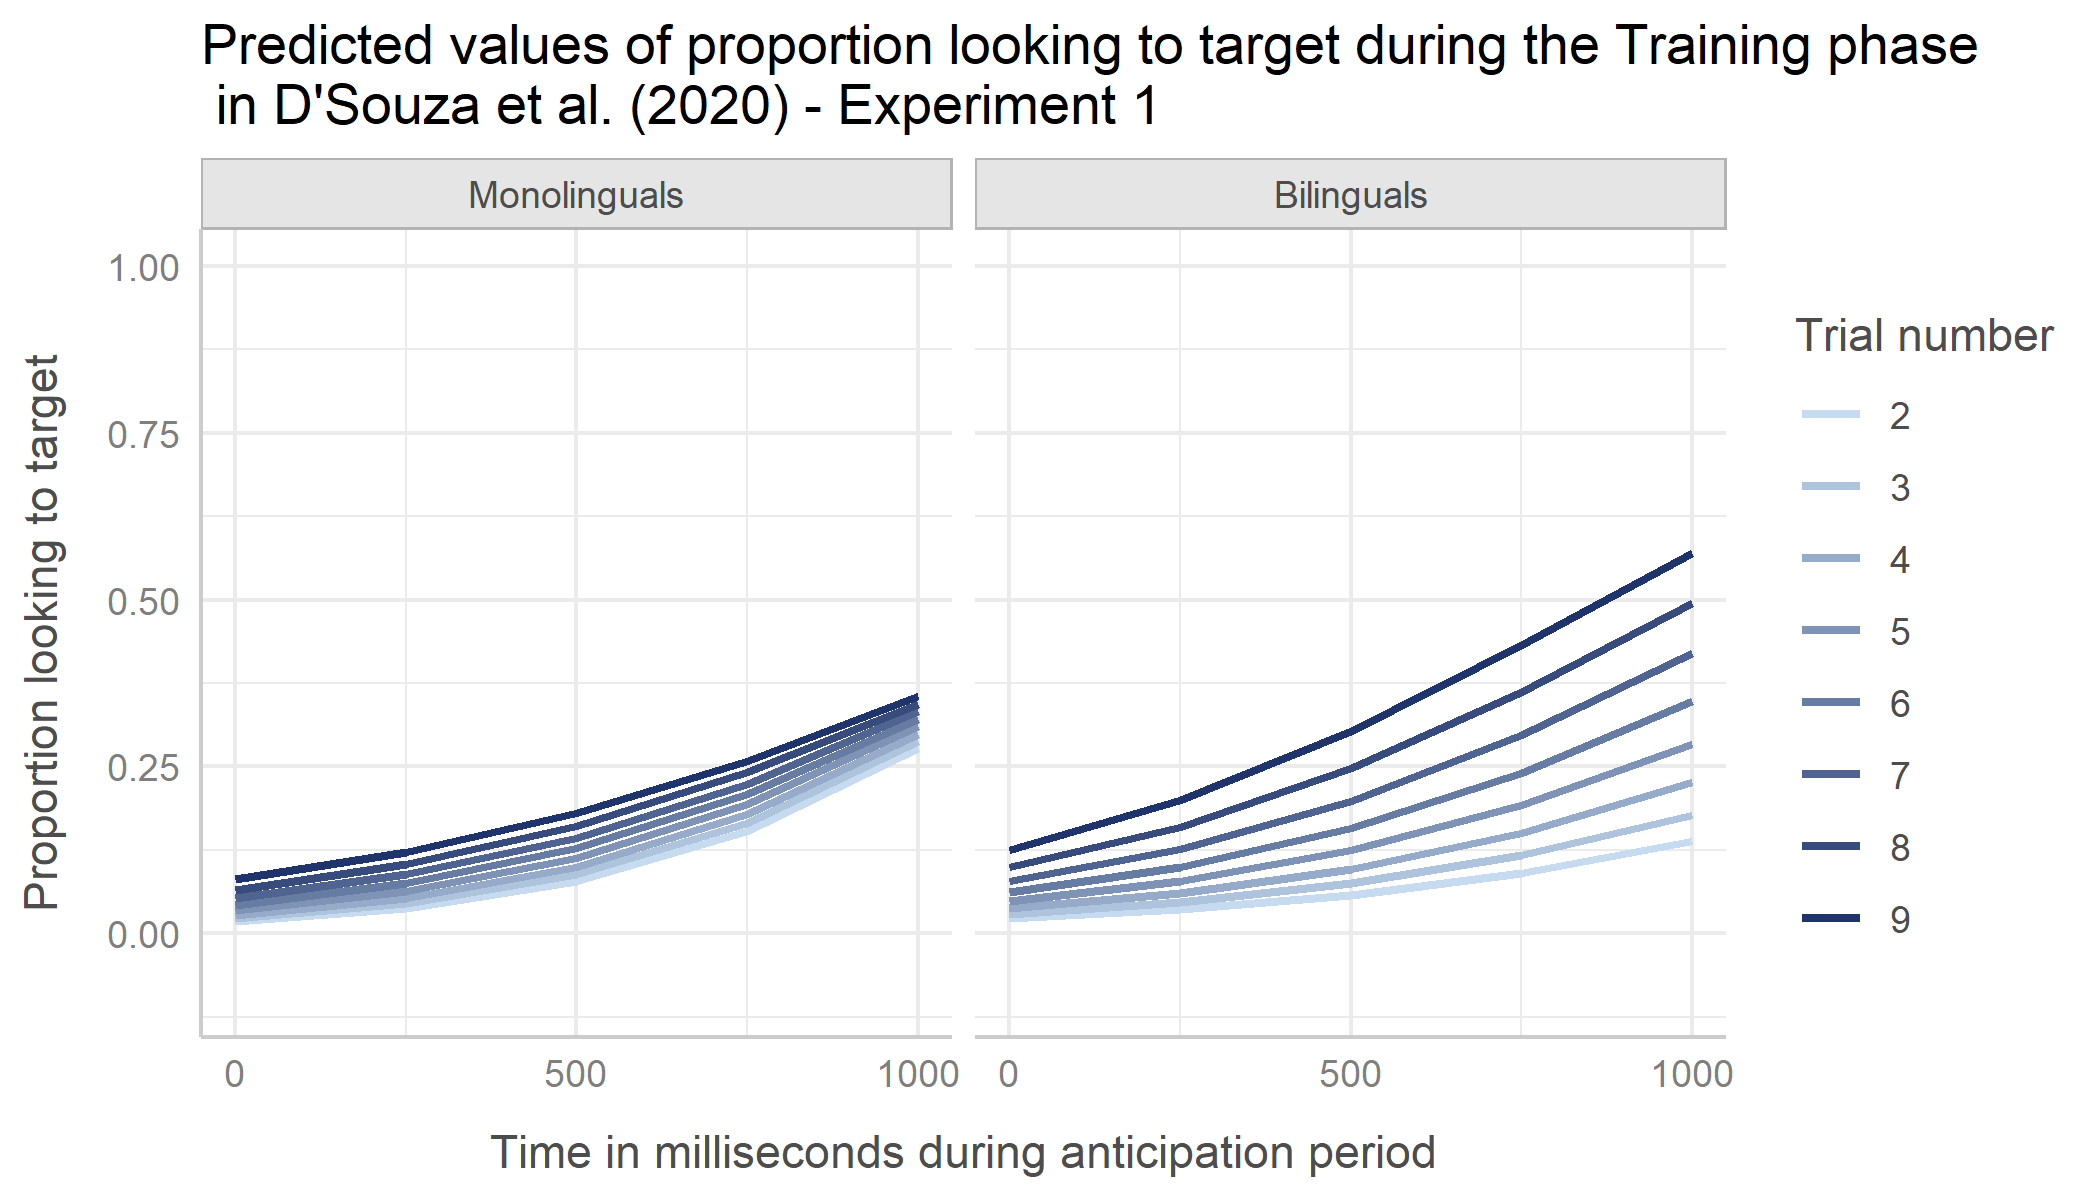 Predicted values of proportion looking to target during the Training phase
in D'Souza et al. (2020) - Experiment 1
Monolinguals
Bilinguals
1.00
0.75
0.50
0.25
0.00
Proportion looking to target
0
500
1000
0
500
1000
Time in milliseconds during anticipation period
Trial number
2
3
4
5
6
7
8
9